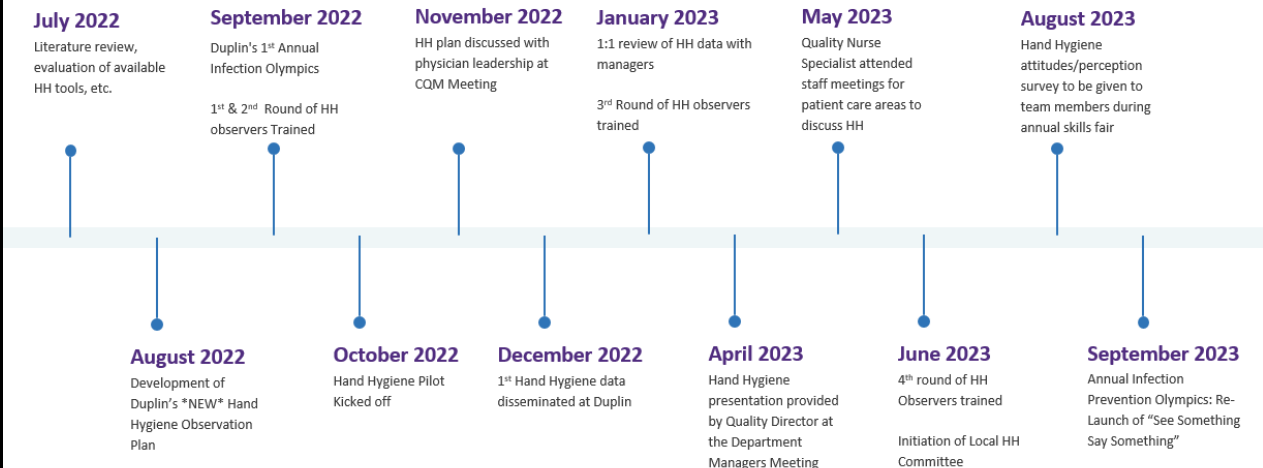 July 2022
Literature review,
evaluation of available
HH tools, etc.
September 2022
Duplin's 1st Annual
Infection Olympics
1st & 2nd Round of HH
observers Trained
November 2022
HH plan discussed with
physician leadership at
CQM Meeting
January 2023
1:1 review of HH data with
managers
3rd Round of HH observers
trained
May 2023
Quality Nurse
Specialist attended
staff meetings for
patient care areas to
discuss HH
August 2023
Hand Hygiene
attitudes/perception
survey to be given to
team members during
annual skills fair
August 2022
Development of
Duplin's *NEW* Hand
Hygiene Observation
Plan
October 2022
Hand Hygiene Pilot
Kicked off
December 2022
1st Hand Hygiene data
disseminated at Duplin
April 2023
Hand Hygiene
presentation provided
by Quality Director at
the Department
Managers Meeting
June 2023
4th round of HH
Observers trained
Initiation of Local HH
Committee
September 2023
Annual Infection
Prevention Olympics: Re-
Launch of “See Something
Say Something”